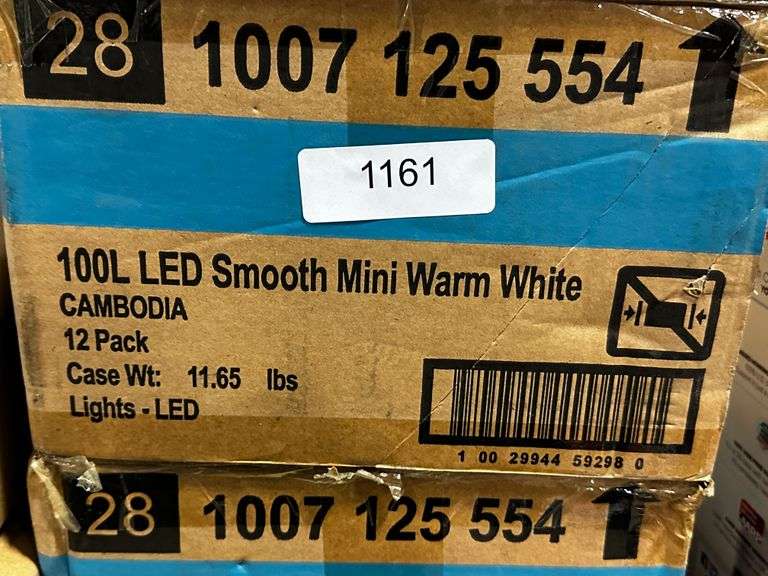 28 1007 125 554
1161
100L LED Smooth Mini Warm White
CAMBODIA
12 Pack
Case Wt: 11.65 lbs
Lights - LED
1 00 29944 59298 0
28 1007 125 554